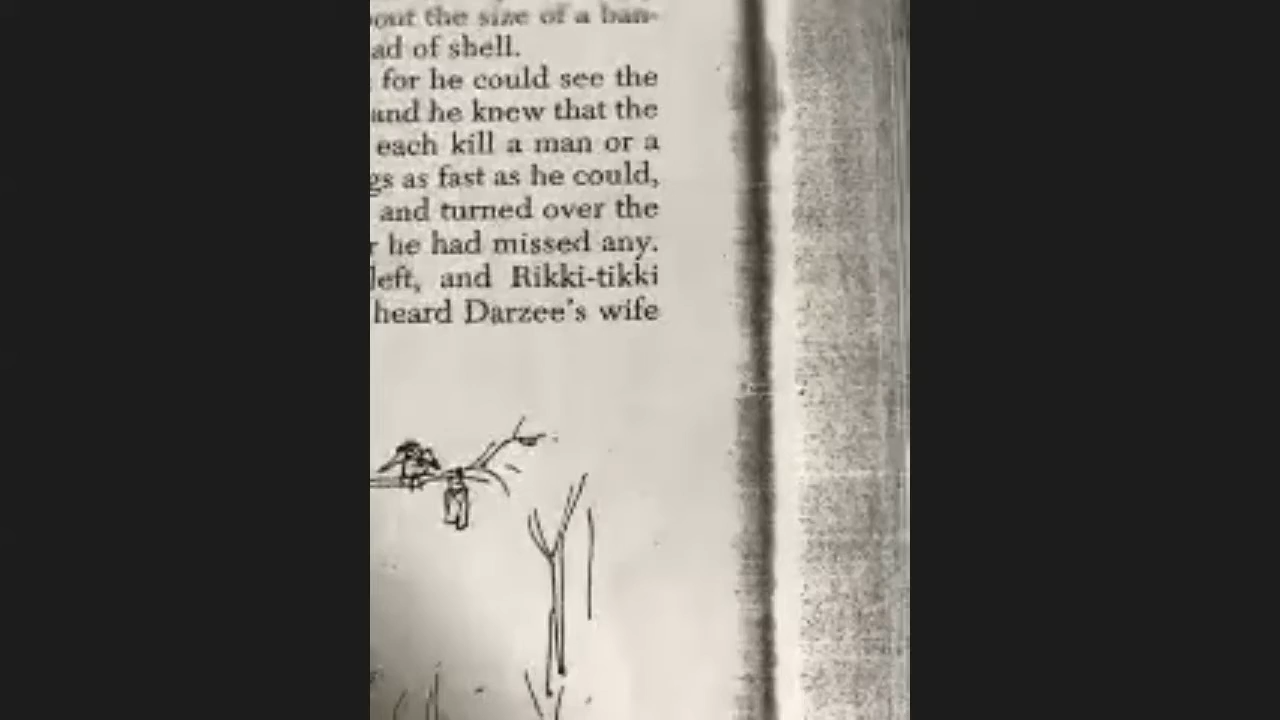 out the size of a ban-
ad of shell.
for he could see the
and he knew that the
each kill a man or a
gs as fast as he could,
and turned over the
r he had missed any.
left, and Rikki-tikki
heard Darzee's wife